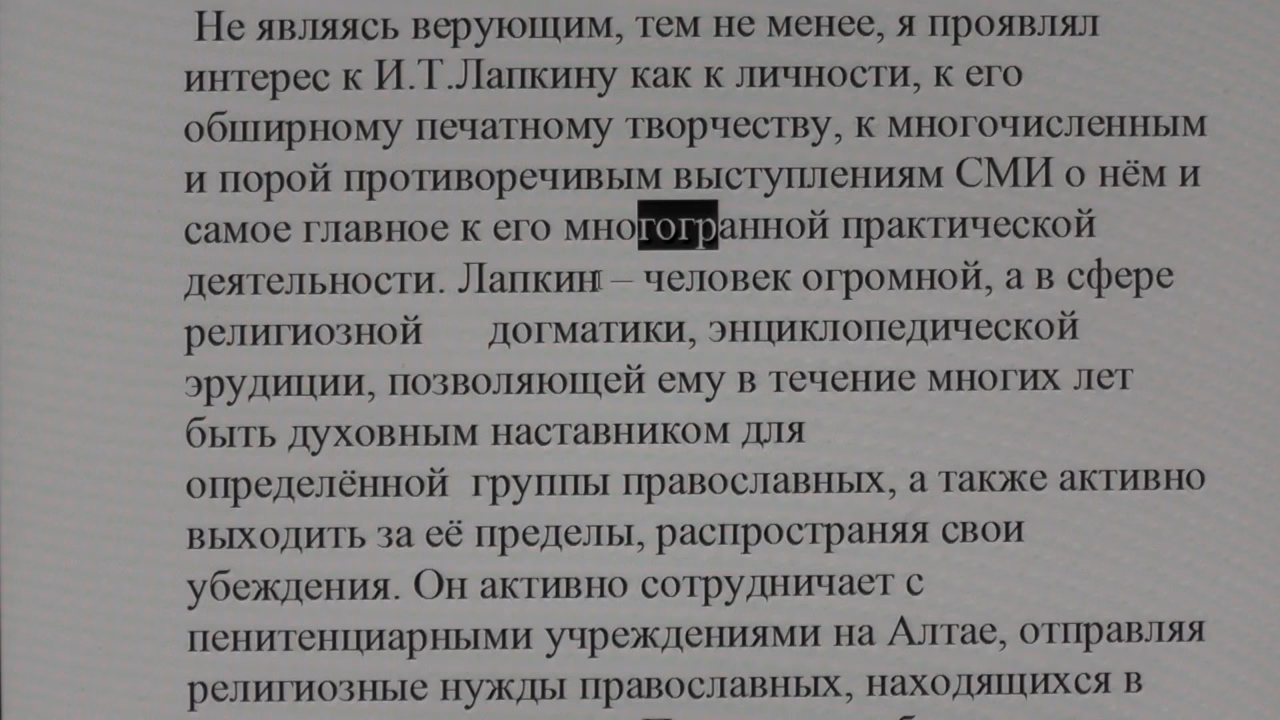 Не являясь верующим, тем не менее, я проявлял
интерес к И.Т.Лапкину как к личности, к его
обширному печатному творчеству, к многочисленным
и порой противоречивым выступлениям СМИ о нём и
самое главное к его многогранной практической
деятельности. Лапкин – человек огромной, а в сфере
религиозной догматики, энциклопедической
эрудиции, позволяющей ему в течение многих лет
быть духовным наставником для
определённой группы православных, а также активно
выходить за её пределы, распространяя свои
убеждения. Он активно сотрудничает с
пенитенциарными учреждениями на Алтае, отправляя
религиозные нужды православных, находящихся в